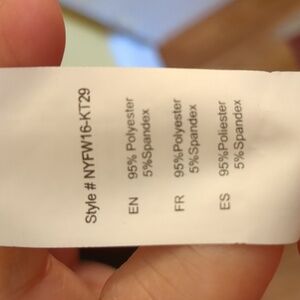 Style # NYFW16-KT29
EN 95% Polyester
5%Spandex
FR 95%Polyester
5%Spandex
ES 95%Poliester
5%Spandex